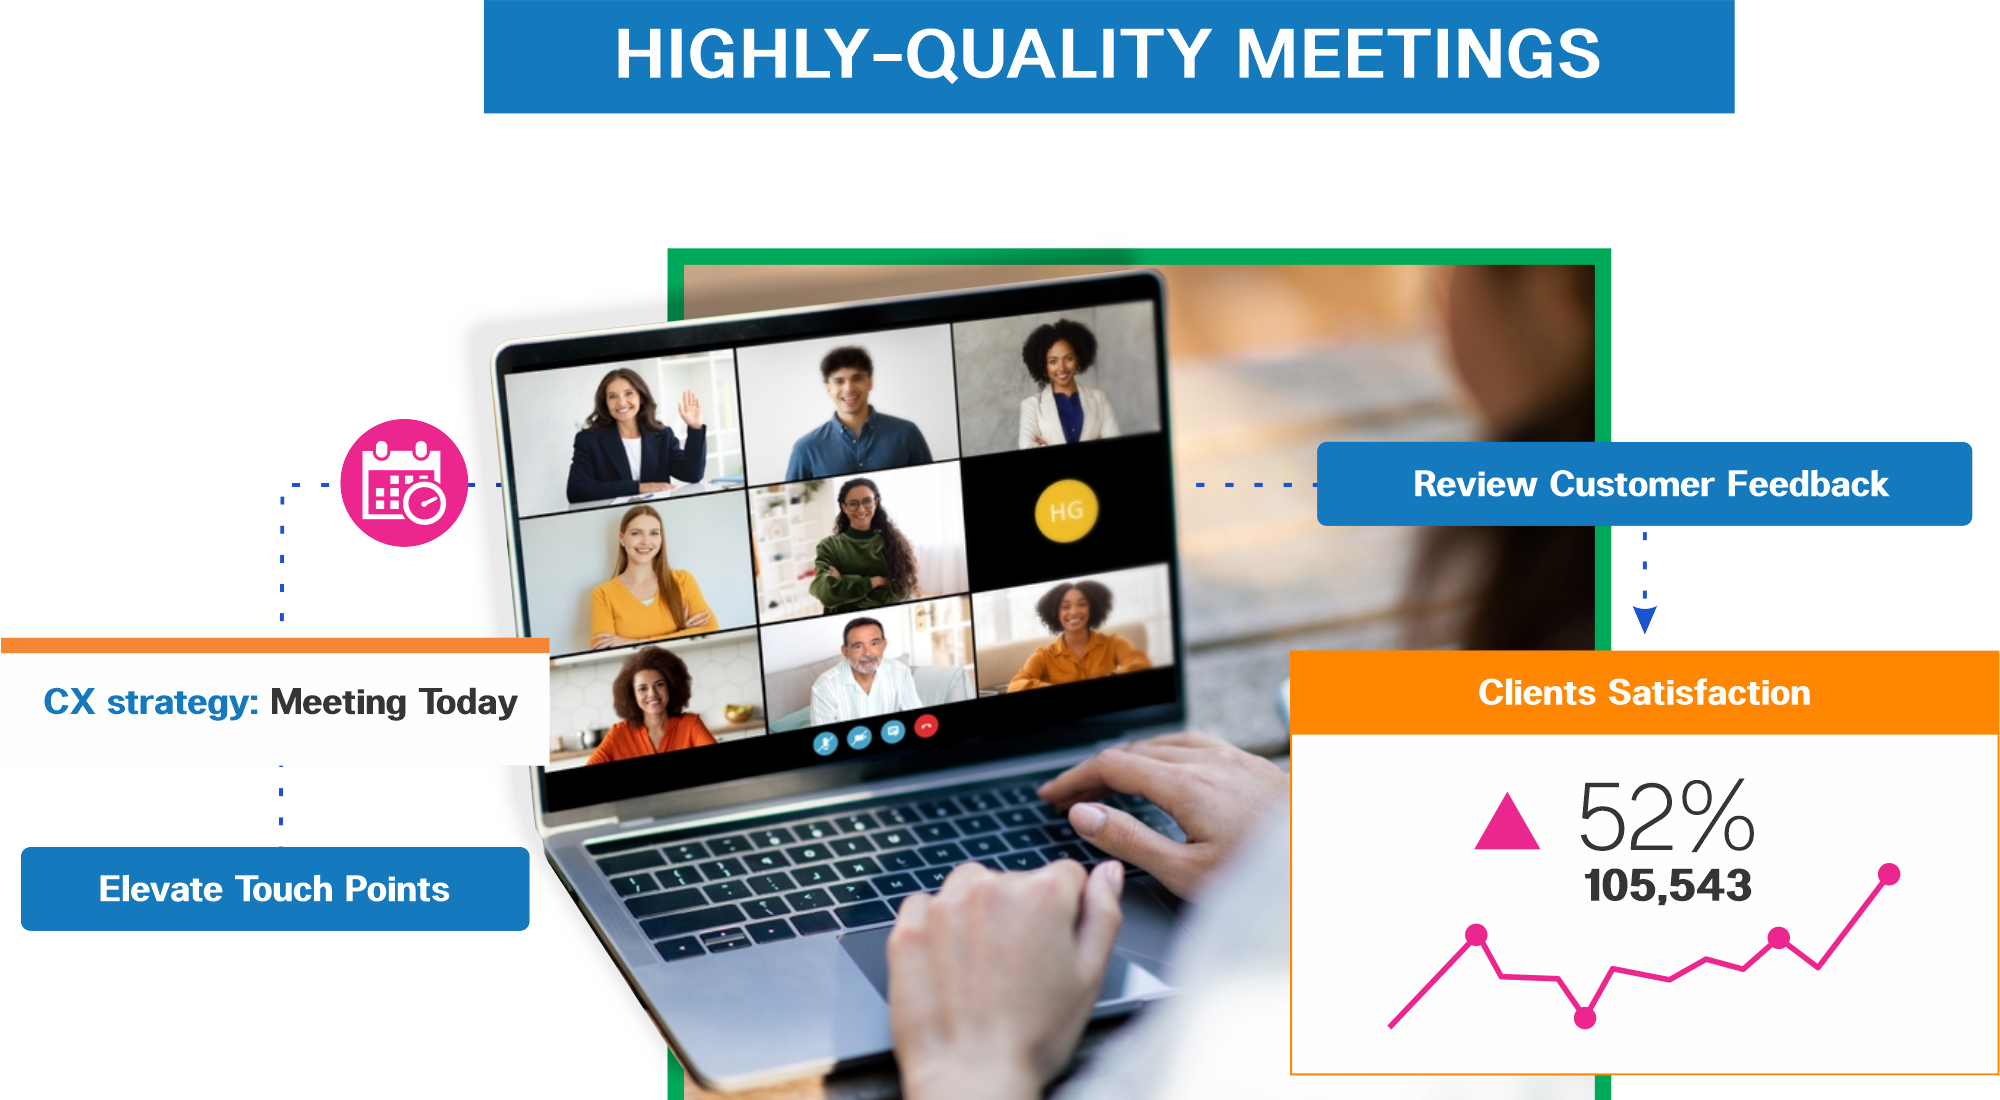 HIGHLY-QUALITY MEETINGS
HG
Review Customer Feedback
CX strategy: Meeting Today
Elevate Touch Points
Clients Satisfaction
52%
105,543